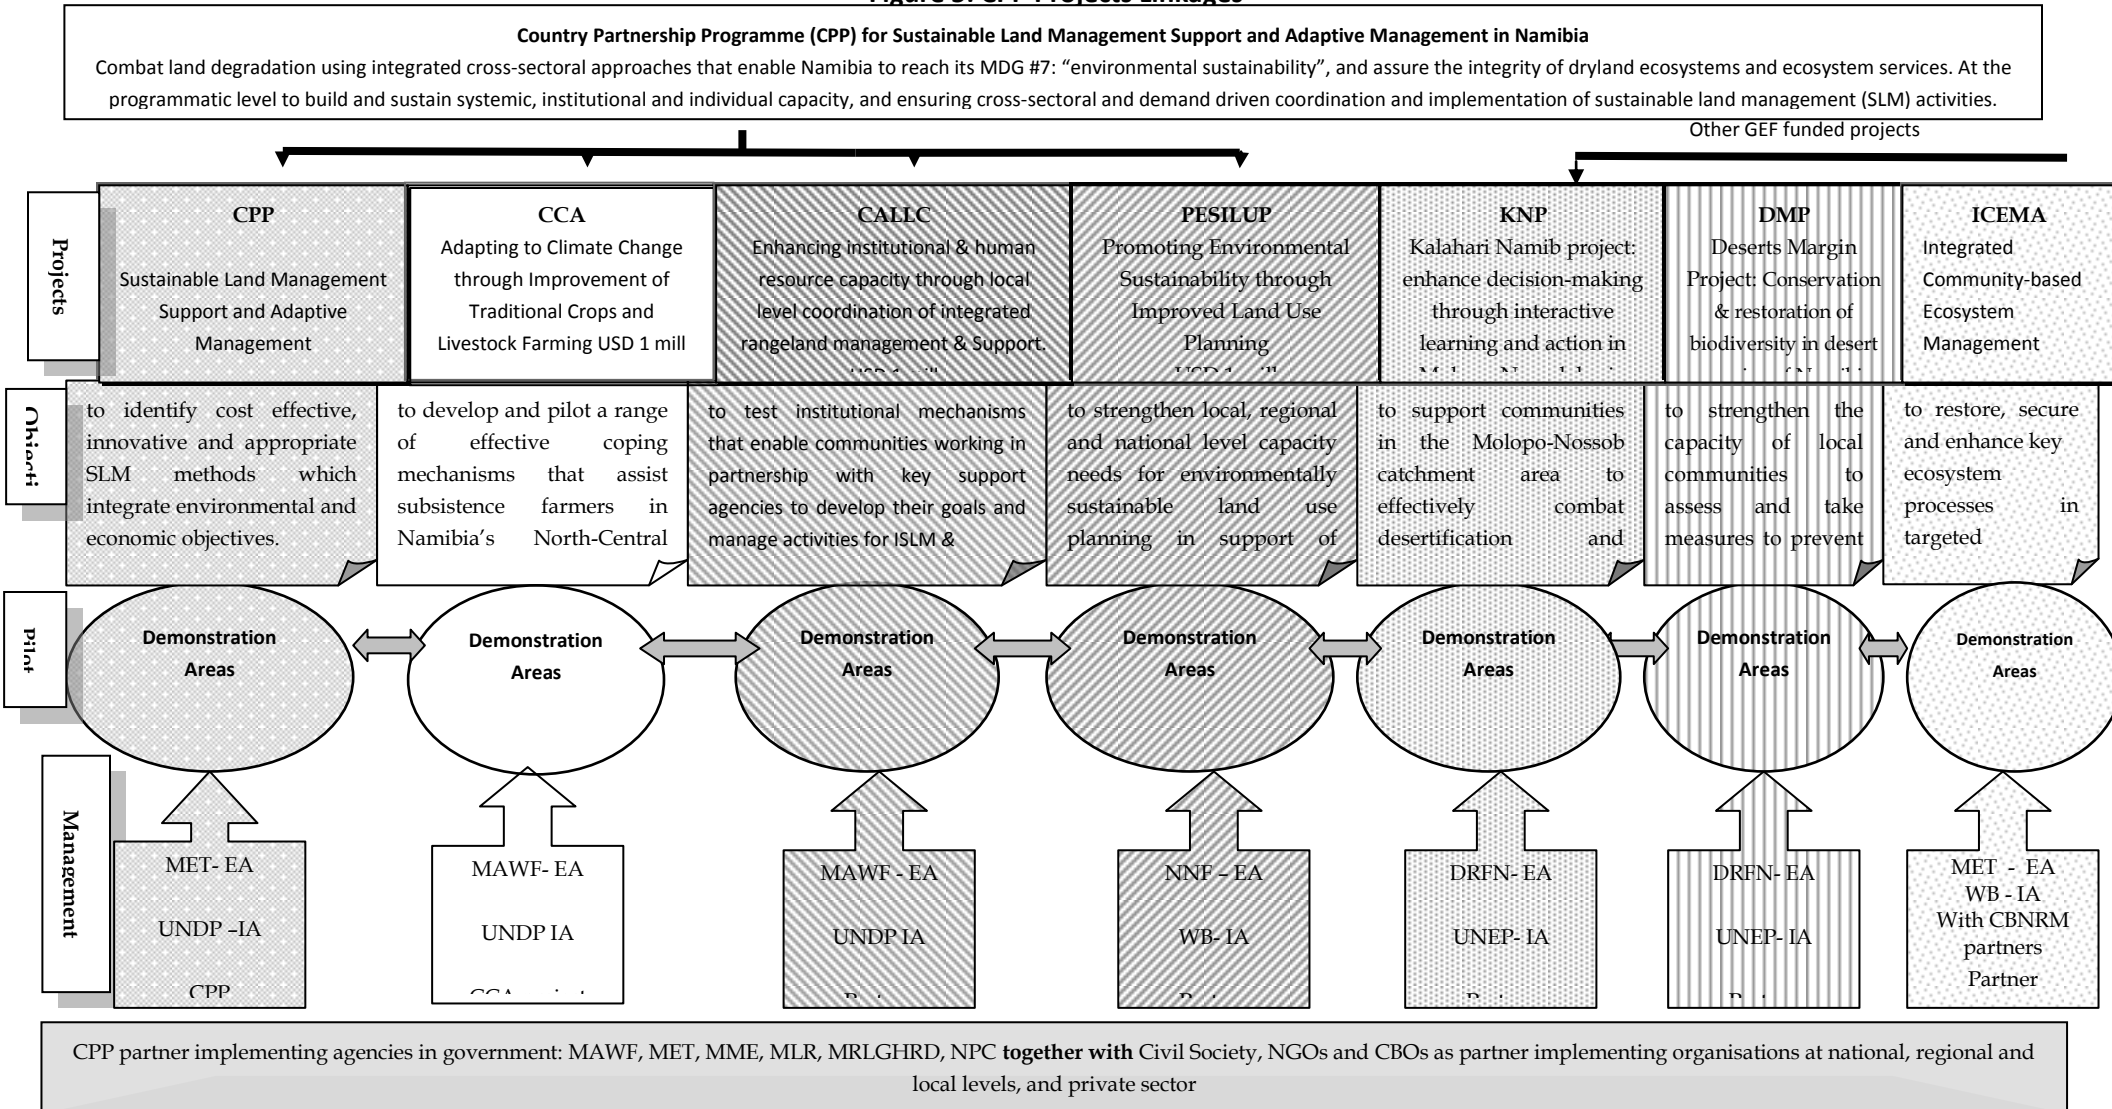 Figure 3: CPP Projects Linkages
Country Partnership Programme (CPP) for Sustainable Land Management Support and Adaptive Management in Namibia
Combat land degradation using integrated cross-sectoral approaches that enable Namibia to reach its MDG #7: “environmental sustainability”, and assure the integrity of dryland ecosystems and ecosystem services. At the
programmatic level to build and sustain systemic, institutional and individual capacity, and ensuring cross-sectoral and demand driven coordination and implementation of sustainable land management (SLM) activities.
Other GEF funded projects
Projects
CPP
Sustainable Land Management
Support and Adaptive
Management
CCA
Adapting to Climate Change
through Improvement of
Traditional Crops and
Livestock Farming USD 1 mill
CALLC
Enhancing institutional & human
resource capacity through local
level coordination of integrated
rangeland management & Support.
USD 1 mill
PESILUP
Promoting Environmental
Sustainability through
Improved Land Use
Planning
USD 1 mill
KNP
Kalahari Namib project:
enhance decision-making
through interactive
learning and action in
DMP
Deserts Margin
Project: Conservation
& restoration of
biodiversity in desert
ICEMA
Integrated
Community-based
Ecosystem
Management
Objecti
to identify cost effective,
innovative and appropriate
SLM methods which
integrate environmental and
economic objectives.
to develop and pilot a range
of effective coping
mechanisms that assist
subsistence farmers in
Namibia’s North-Central
to test institutional mechanisms
that enable communities working in
partnership with key support
agencies to develop their goals and
manage activities for ISLM &
to strengthen local, regional
and national level capacity
needs for environmentally
sustainable land use
planning in support of
to support communities
in the Molopo-Nossob
catchment area to
effectively combat
desertification and
to strengthen the
capacity of local
communities to
assess and take
measures to prevent
to restore, secure
and enhance key
ecosystem
processes in
targeted
Pilot
Demonstration
Areas
Demonstration
Areas
Demonstration
Areas
Demonstration
Areas
Demonstration
Areas
Demonstration
Areas
Demonstration
Areas
Management
MET- EA
UNDP –IA
CPP
MAWF- EA
UNDP IA
MAWF - EA
UNDP IA
NNF – EA
WB- IA
DRFN- EA
UNEP- IA
DRFN- EA
UNEP- IA
MET - EA
WB - IA
With CBNRM
partners
Partner
CPP partner implementing agencies in government: MAWF, MET, MME, MLR, MRLGHRD, NPC together with Civil Society, NGOs and CBOs as partner implementing organisations at national, regional and
local levels, and private sector